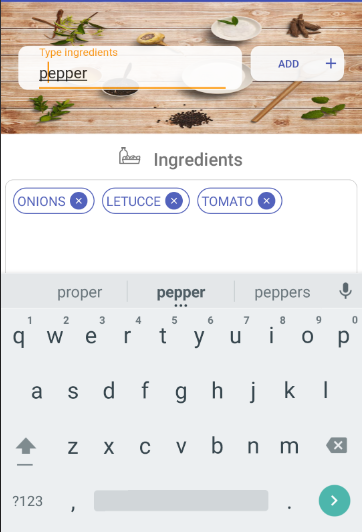 Type ingredients
pepper
ADD +
Ingredients
ONIONS
LETUCCE
TOMATO
proper pepper peppers
1 2 3 4 5 6 7 8 9 0
q w e r t y u i o p
a s d f g h j k l
z x c v b n m
?123 , .